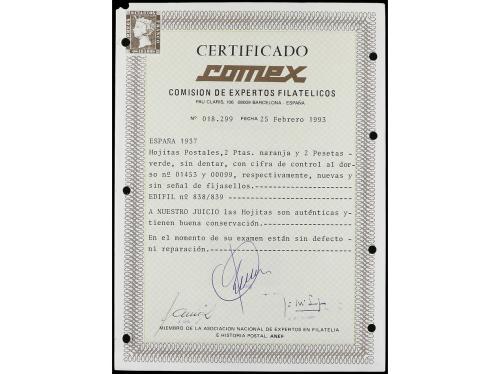 CERTIFICADO
comex
COMISION DE EXPERTOS FILATELICOS
PAU CLARIS, 106 08009 BARCELONA - ESPAÑA
Nº 018.299 FECHA 25 Febrero 1993
ESPAÑA 1937
Hojitas Postales,2 Ptas. naranja y 2 Pesetas -
verde, sin dentar, con cifra de control al dor-
so nº 01453 y 00099, respectivamente, nuevas y
sin señal de fijasellos.--------------------
EDIFIL nº 838/839 --------------------
A NUESTRO JUICIO las Hojitas son auténticas y-
tienen buena conservación.--------------------
En el momento de su examen están sin defecto -
ni reparación.--------------------
MIEMBRO DE LA ASOCIACION NACIONAL DE EXPERTOS EN FILATELIA
E HISTORIA POSTAL. ANEF